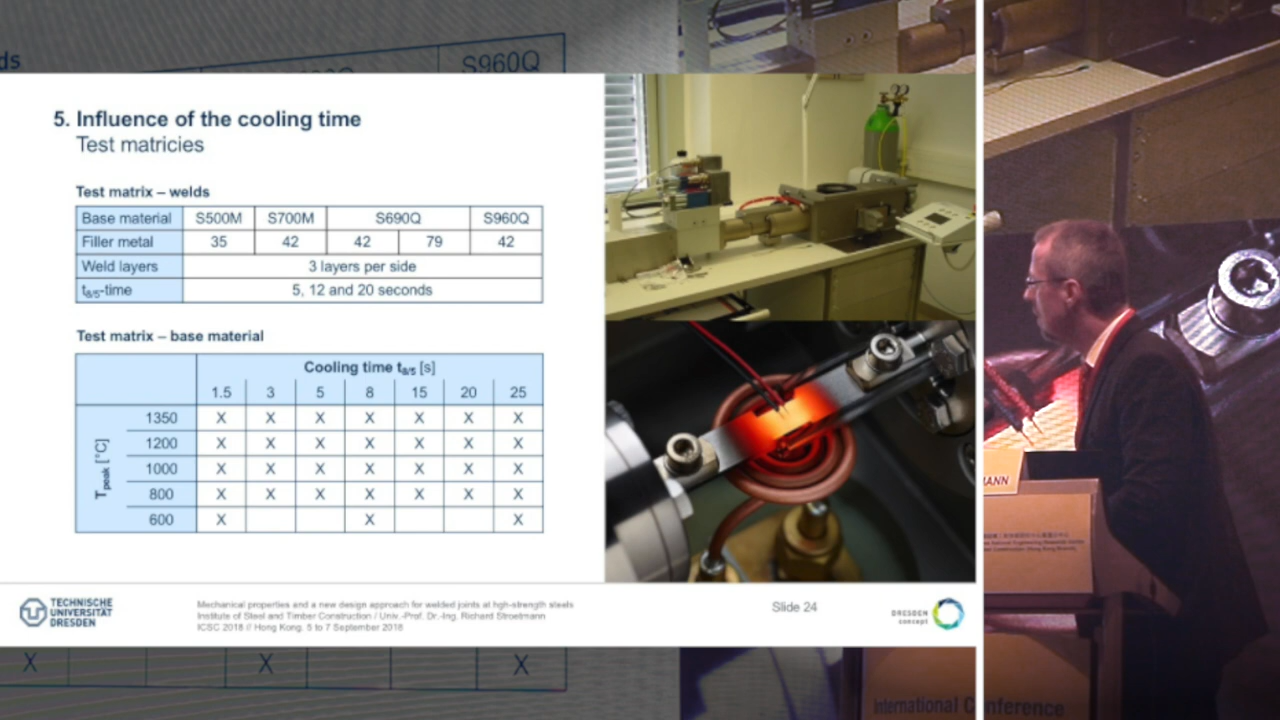 ds
S960Q
5. Influence of the cooling time
Test matricies
Test matrix – welds
Base material S500M S700M S690Q S960Q
Filler metal 35 42 42 79 42
Weld layers 3 layers per side
t8/5-time 5, 12 and 20 seconds
Test matrix – base material
Cooling time t8/5 [s]
1.5 3 5 8 15 20 25
Tpeak [°C]
1350 X X X X X X X
1200 X X X X X X X
1000 X X X X X X X
800 X X X X X X X
600 X X X
TECHNISCHE
UNIVERSITÄT
DRESDEN
Mechanical properties and a new design approach for welded joints at hgh-strength steels
Institute of Steel and Timber Construction / Univ.-Prof. Dr.-Ing. Richard Stroetmann
ICSC 2018 // Hong Kong. 5 to 7 September 2018
Slide 24
DRESDEN
concept
MANN
X X X
International Conference